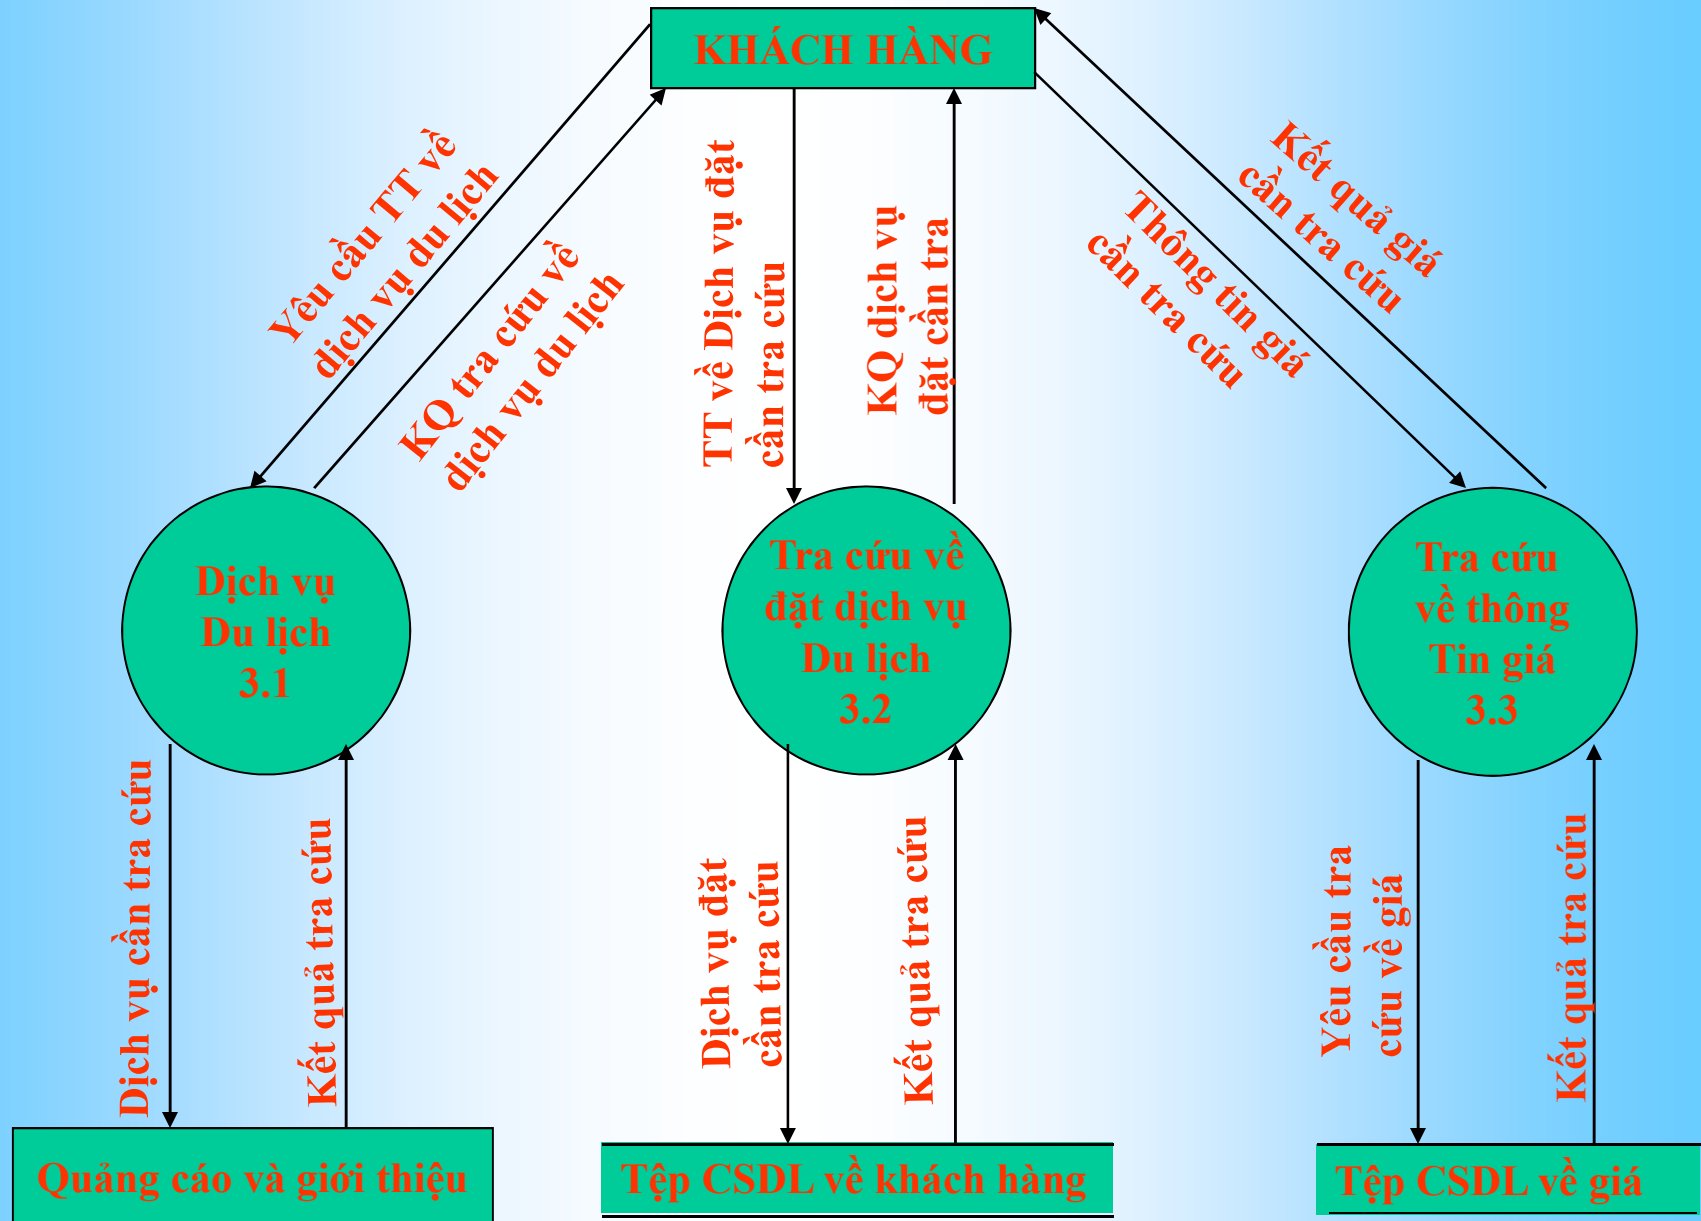 KHÁCH HÀNG
Yêu cầu TT về
dịch vụ du lịch
KQ tra cứu về
dịch vụ du lịch
TT về Dịch vụ đặt
cần tra cứu
KQ dịch vụ
đặt cần tra
Thông tin giá
cần tra cứu
Kết quả giá
cần tra cứu
Dịch vụ
Du lịch
3.1
Tra cứu về
đặt dịch vụ
Du lịch
3.2
Tra cứu
về thông
Tin giá
3.3
Dịch vụ cần tra cứu
Kết quả tra cứu
Dịch vụ đặt
cần tra cứu
Kết quả tra cứu
Yêu cầu tra
cứu về giá
Kết quả tra cứu
Quảng cáo và giới thiệu
Tệp CSDL về khách hàng
Tệp CSDL về giá